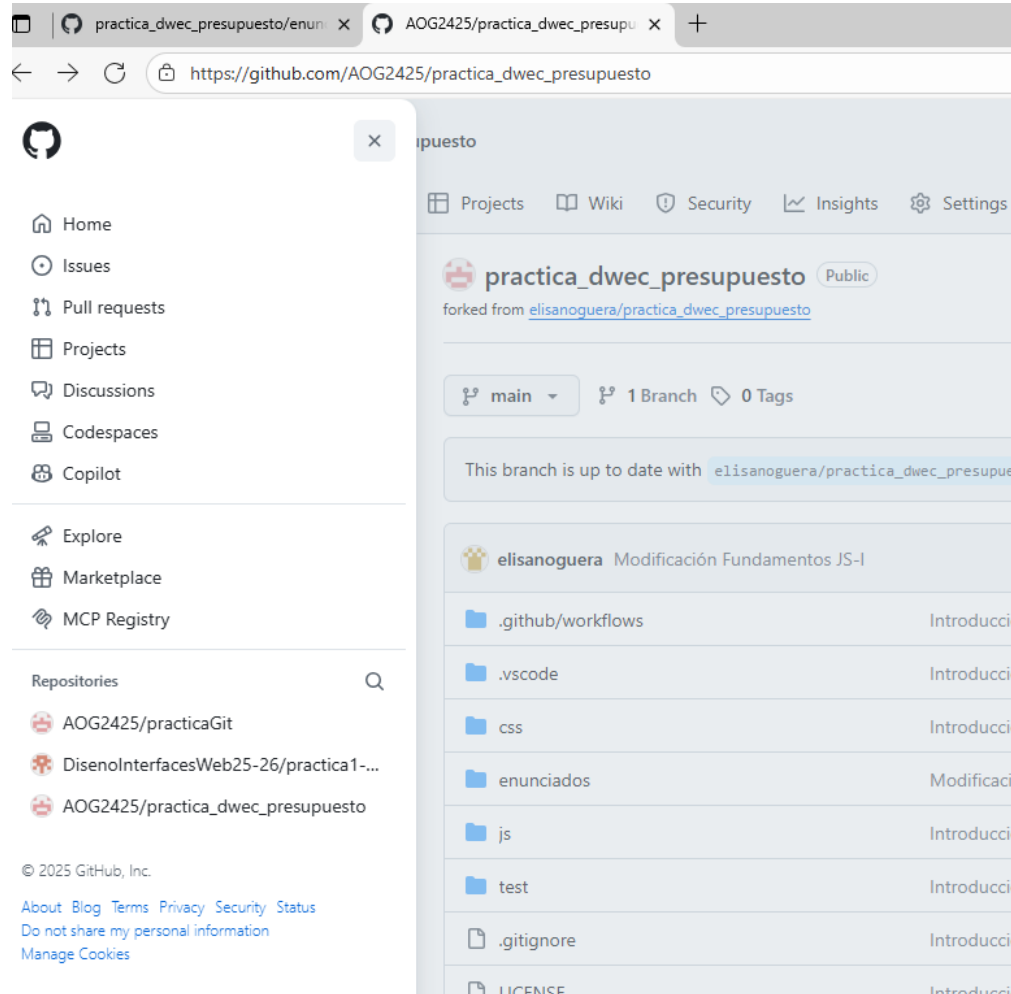 practica_dwec_presupuesto/enun
AOG2425/practica_dwec_presupu
https://github.com/AOG2425/practica_dwec_presupuesto
upuesto
Home
Issues
Pull requests
Projects
Discussions
Codespaces
Copilot
Explore
Marketplace
MCP Registry
Repositories
AOG2425/practicaGit
DisenoInterfacesWeb25-26/practica1-...
AOG2425/practica_dwec_presupuesto
© 2025 GitHub, Inc.
About Blog Terms Privacy Security Status
Do not share my personal information
Manage Cookies
Projects Wiki Security Insights Settings
practica_dwec_presupuesto Public
forked from elisanoguera/practica_dwec_presupuesto
main 1 Branch 0 Tags
This branch is up to date with elisanoguera/practica_dwec_presupue
elisanoguera Modificación Fundamentos JS-I
.github/workflows Introducci
.vscode Introducci
css Introducci
enunciados Modificaci
js Introducci
test Introducci
.gitignore Introducci
LICENSE Introducci